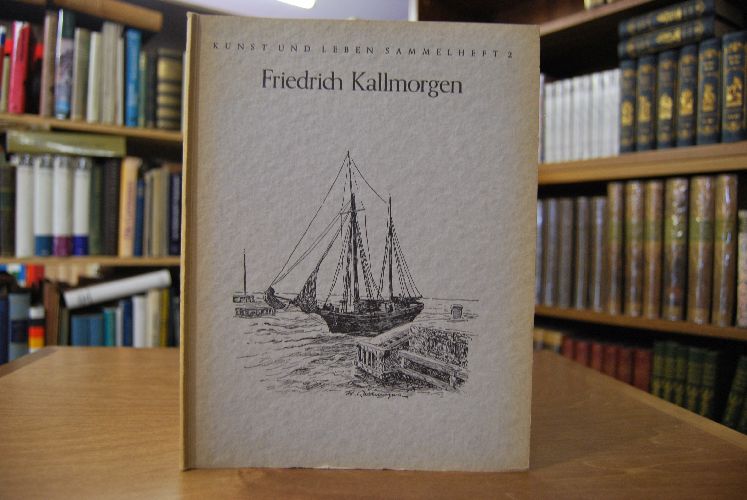 KUNST UND LEBEN SAMMELHEFT 2
Friedrich Kallmorgen